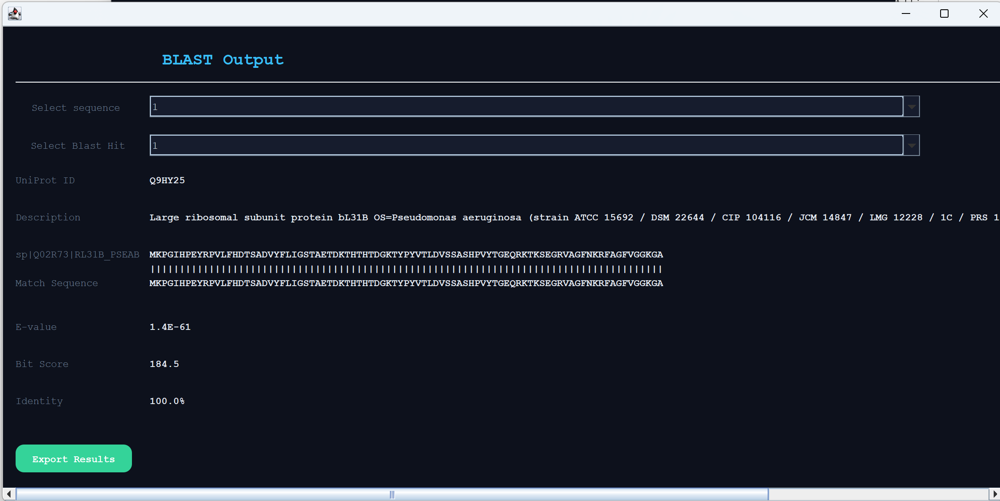 BLAST Output
Select sequence 1
Select Blast Hit 1
UniProt ID Q9HY25
Description Large ribosomal subunit protein bL31B OS=Pseudomonas aeruginosa (strain ATCC 15692 / DSM 22644 / CIP 104116 / JCM 14847 / LMG 12228 / 1C / PRS 1
sp|Q02R73|RL31B_PSEAB MKPGIHPEYRPVLFHDTSADVYFLIGSTAETDKTHTHTDGKTYPYVTLDVSSASHPVYTGEQRKTKSEGRVAGFNKRFAGFVGGKGA
|||||||||||||||||||||||||||||||||||||||||||||||||||||||||||||||||||||||||||||||||||||||
Match Sequence MKPGIHPEYRPVLFHDTSADVYFLIGSTAETDKTHTHTDGKTYPYVTLDVSSASHPVYTGEQRKTKSEGRVAGFNKRFAGFVGGKGA
E-value 1.4E-61
Bit Score 184.5
Identity 100.0%
Export Results